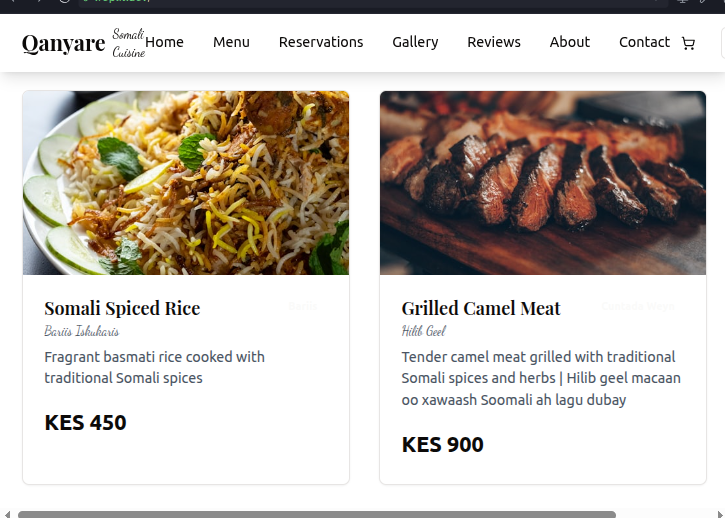 Qanyare Somali Cuisine Home Menu Reservations Gallery Reviews About Contact
Somali Spiced Rice
Bariis Iskukaris
Fragrant basmati rice cooked with
traditional Somali spices
KES 450
Grilled Camel Meat
Hilib Geel
Tender camel meat grilled with traditional
Somali spices and herbs | Hilib geel macaan
oo xawaash Soomali ah lagu dubay
KES 900